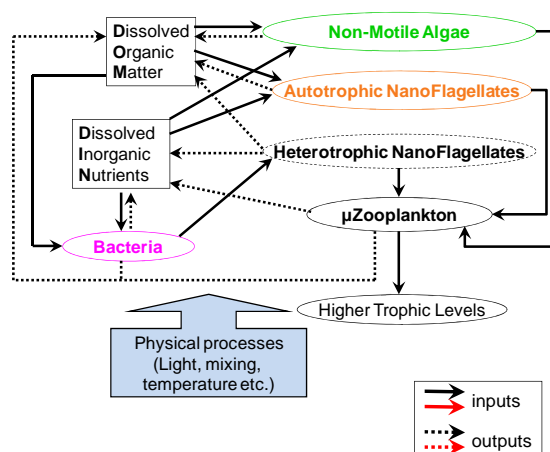 Dissolved
Organic
Matter
Non-Motile Algae
Autotrophic NanoFlagellates
Dissolved
Inorganic
Nutrients
Heterotrophic NanoFlagellates
µZooplankton
Bacteria
Higher Trophic Levels
Physical processes
(Light, mixing,
temperature etc.)
inputs
outputs